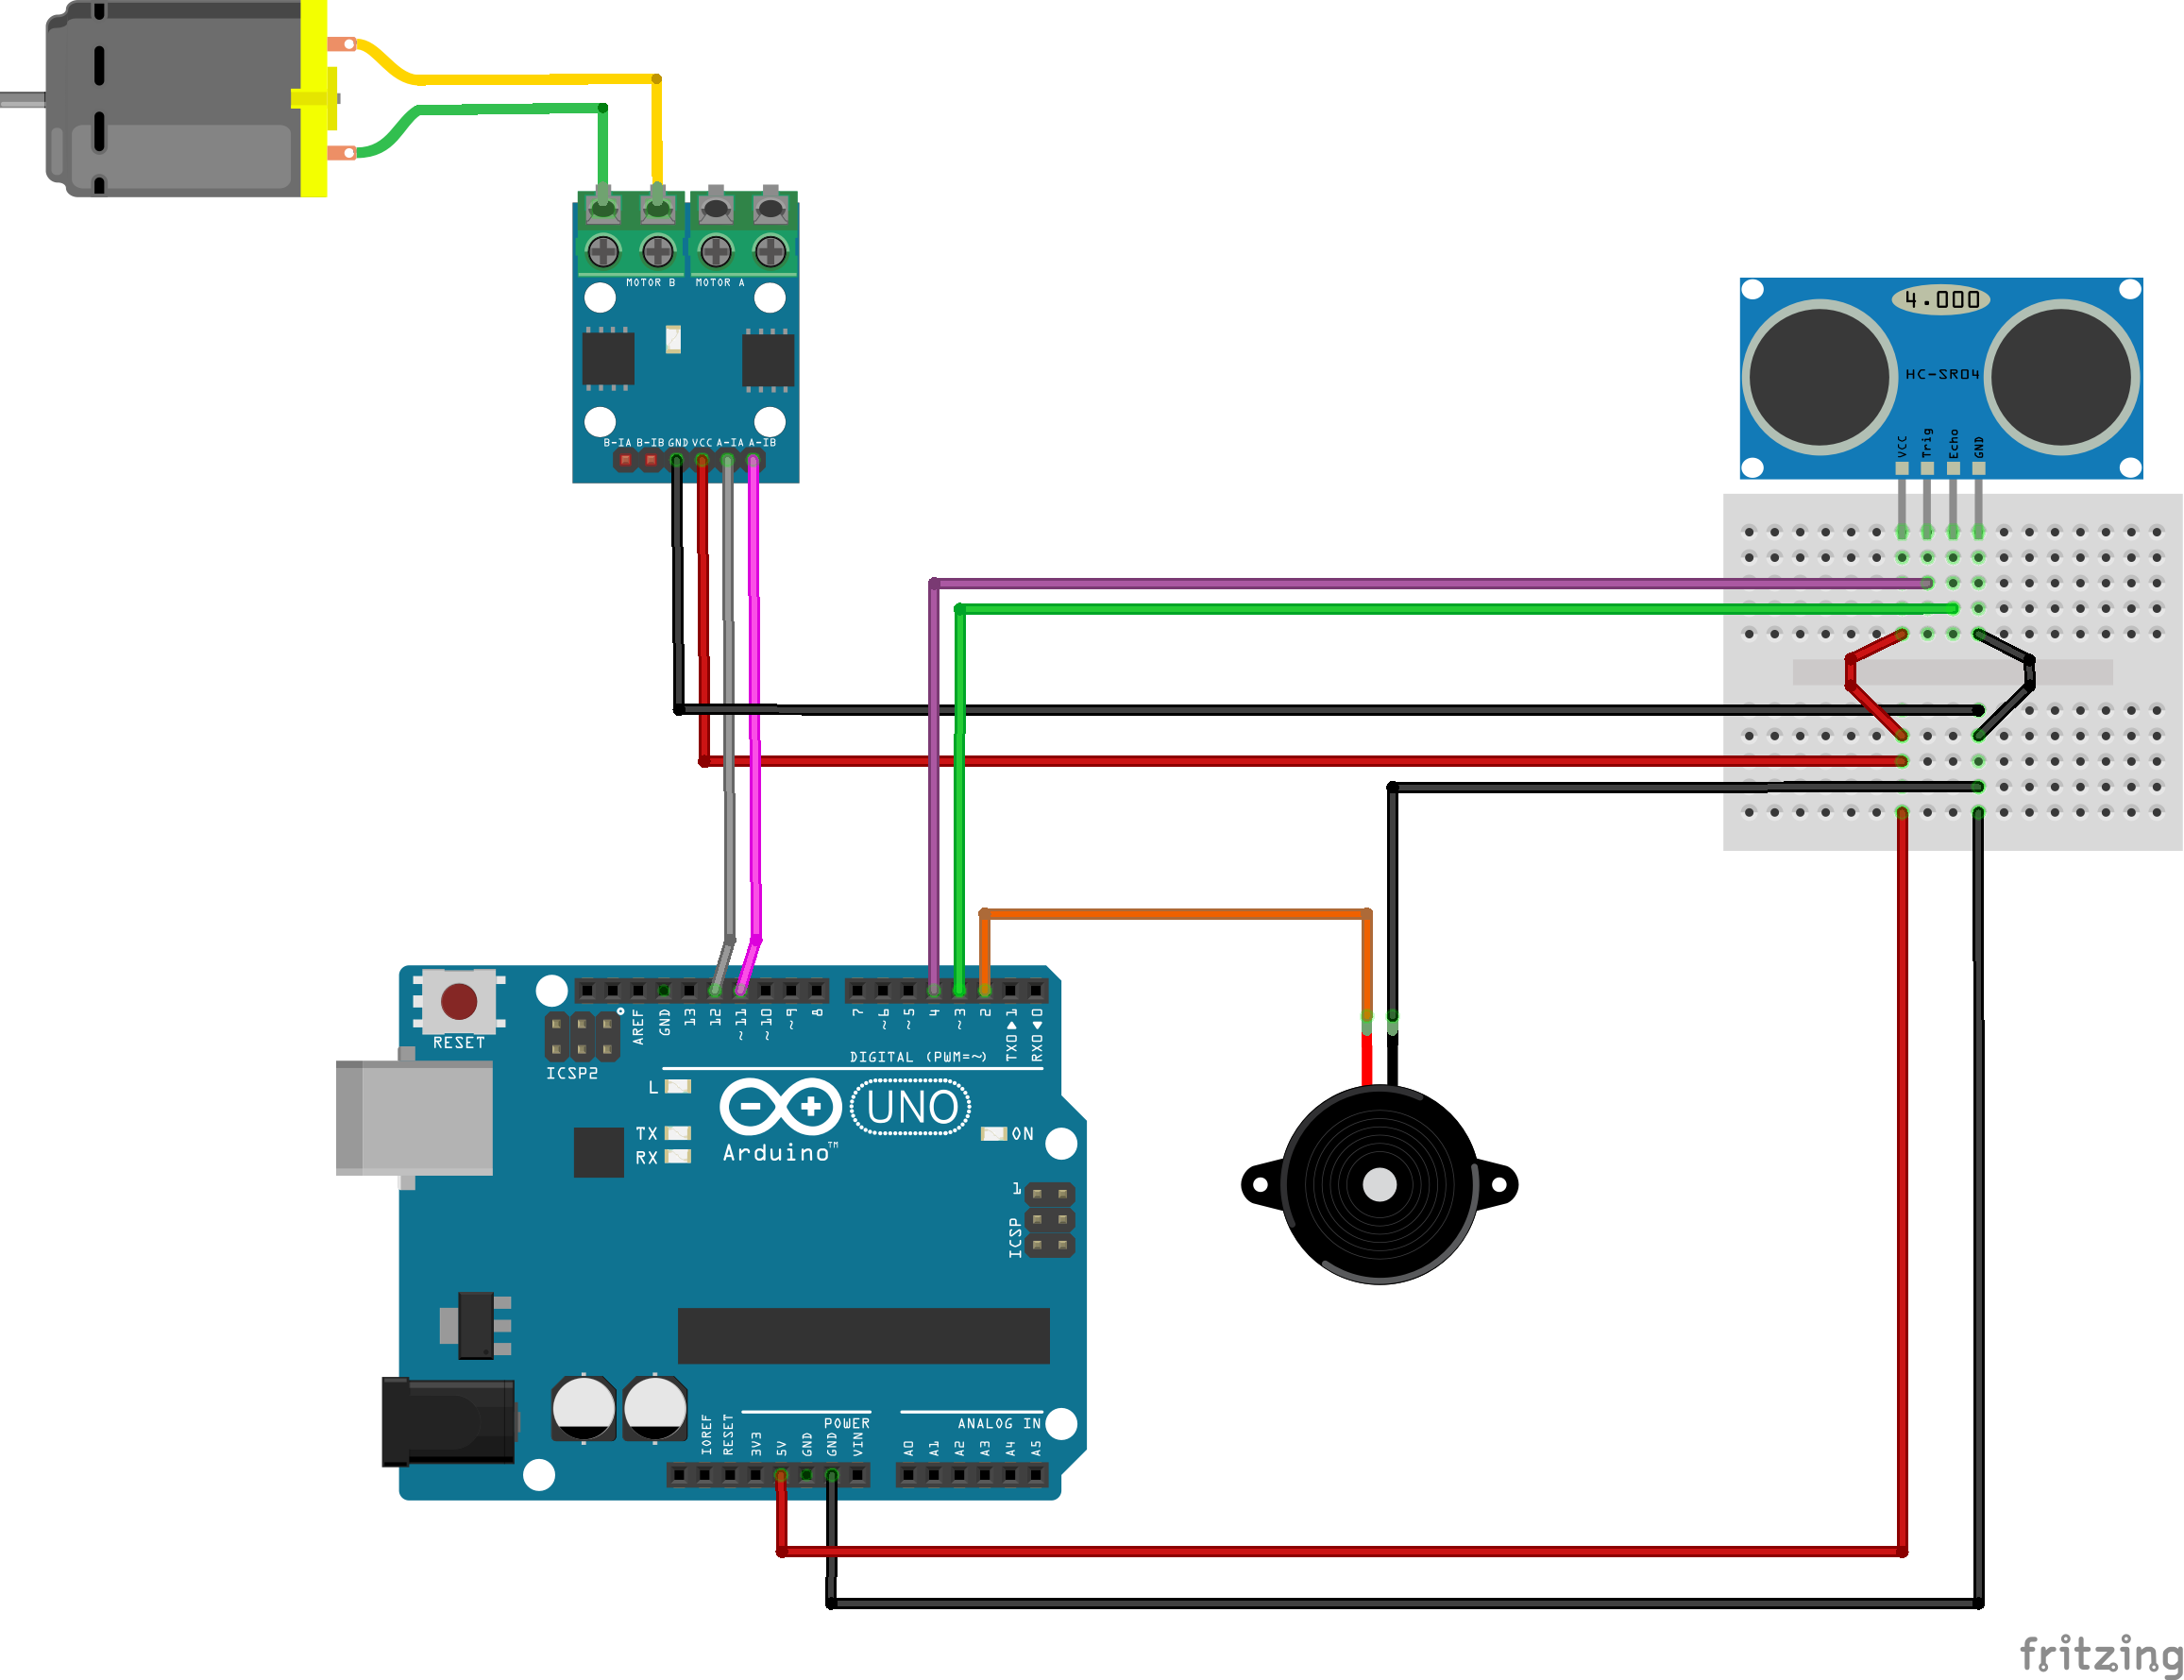 MOTOR B MOTOR A
B-IA B-IB GND VCC A-IA A-IB
4.000
HC-SR04
VCC Trig Echo GND
RESET
ICSP2
AREF GND 13 12 ~11 ~10 ~9 8 7 ~6 ~5 4 ~3 2 TX0▶1 RX0◀0
DIGITAL (PWM=~)
L
TX
RX
UNO
Arduino™
ON
1
ICSP
POWER
ANALOG IN
IOREF RESET 3V3 5V GND GND VIN A0 A1 A2 A3 A4 A5
fritzing